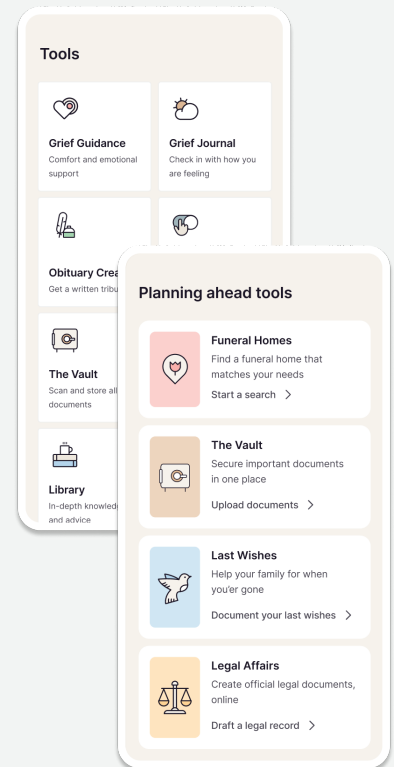 Tools
Grief Guidance
Comfort and emotional
support
Grief Journal
Check in with how you
are feeling
Obituary
Get a written
The Vault
Scan and store all
documents
Library
In-depth
and advice
Planning ahead tools
Funeral Homes
Find a funeral home that
matches your needs
Start a search
The Vault
Secure important documents
in one place
Upload documents
Last Wishes
Help your family for when
you'er gone
Document your last wishes
Legal Affairs
Create official legal documents,
online
Draft a legal record